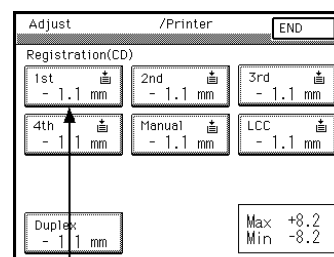 Adjust /Printer END
Registration(CD)
1st 2nd 3rd
- 1.1 mm - 1.1 mm - 1.1 mm
4th Manual LCC
- 1.1 mm - 1.1 mm - 1.1 mm
Duplex
- 1.1 mm
Max +8.2
Min -8.2